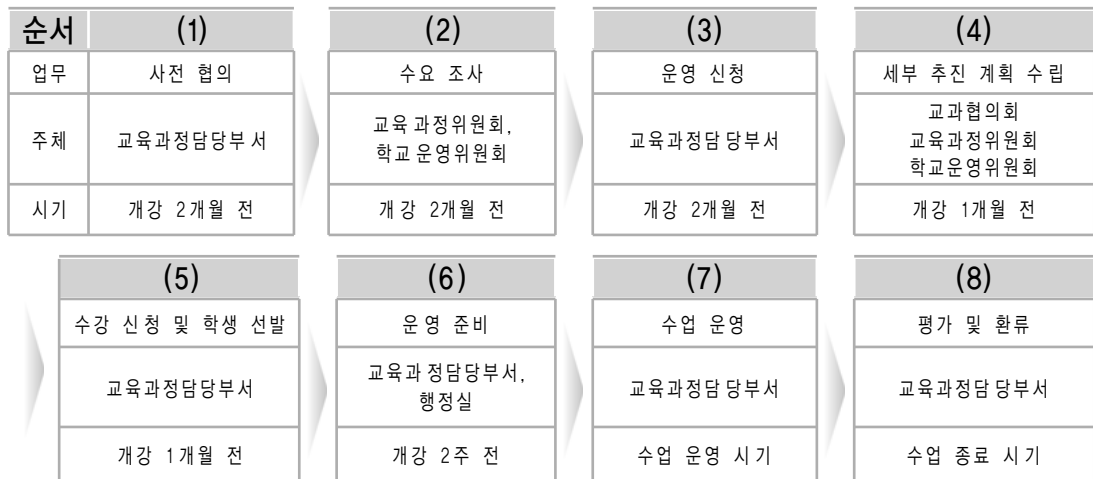 순서 (1) (2) (3) (4)
업무 사전 협의 수요 조사 운영 신청 세부 추진 계획 수립
주체 교육과정담당부서 교육과정위원회, 학교운영위원회 교육과정담당부서 교과협의회 교육과정위원회 학교운영위원회
시기 개강 2개월 전 개강 2개월 전 개강 2개월 전 개강 1개월 전
(5) (6) (7) (8)
수강 신청 및 학생 선발 운영 준비 수업 운영 평가 및 환류
교육과정담당부서 교육과정담당부서, 행정실 교육과정담당부서 교육과정담당부서
개강 1개월 전 개강 2주 전 수업 운영 시기 수업 종료 시기